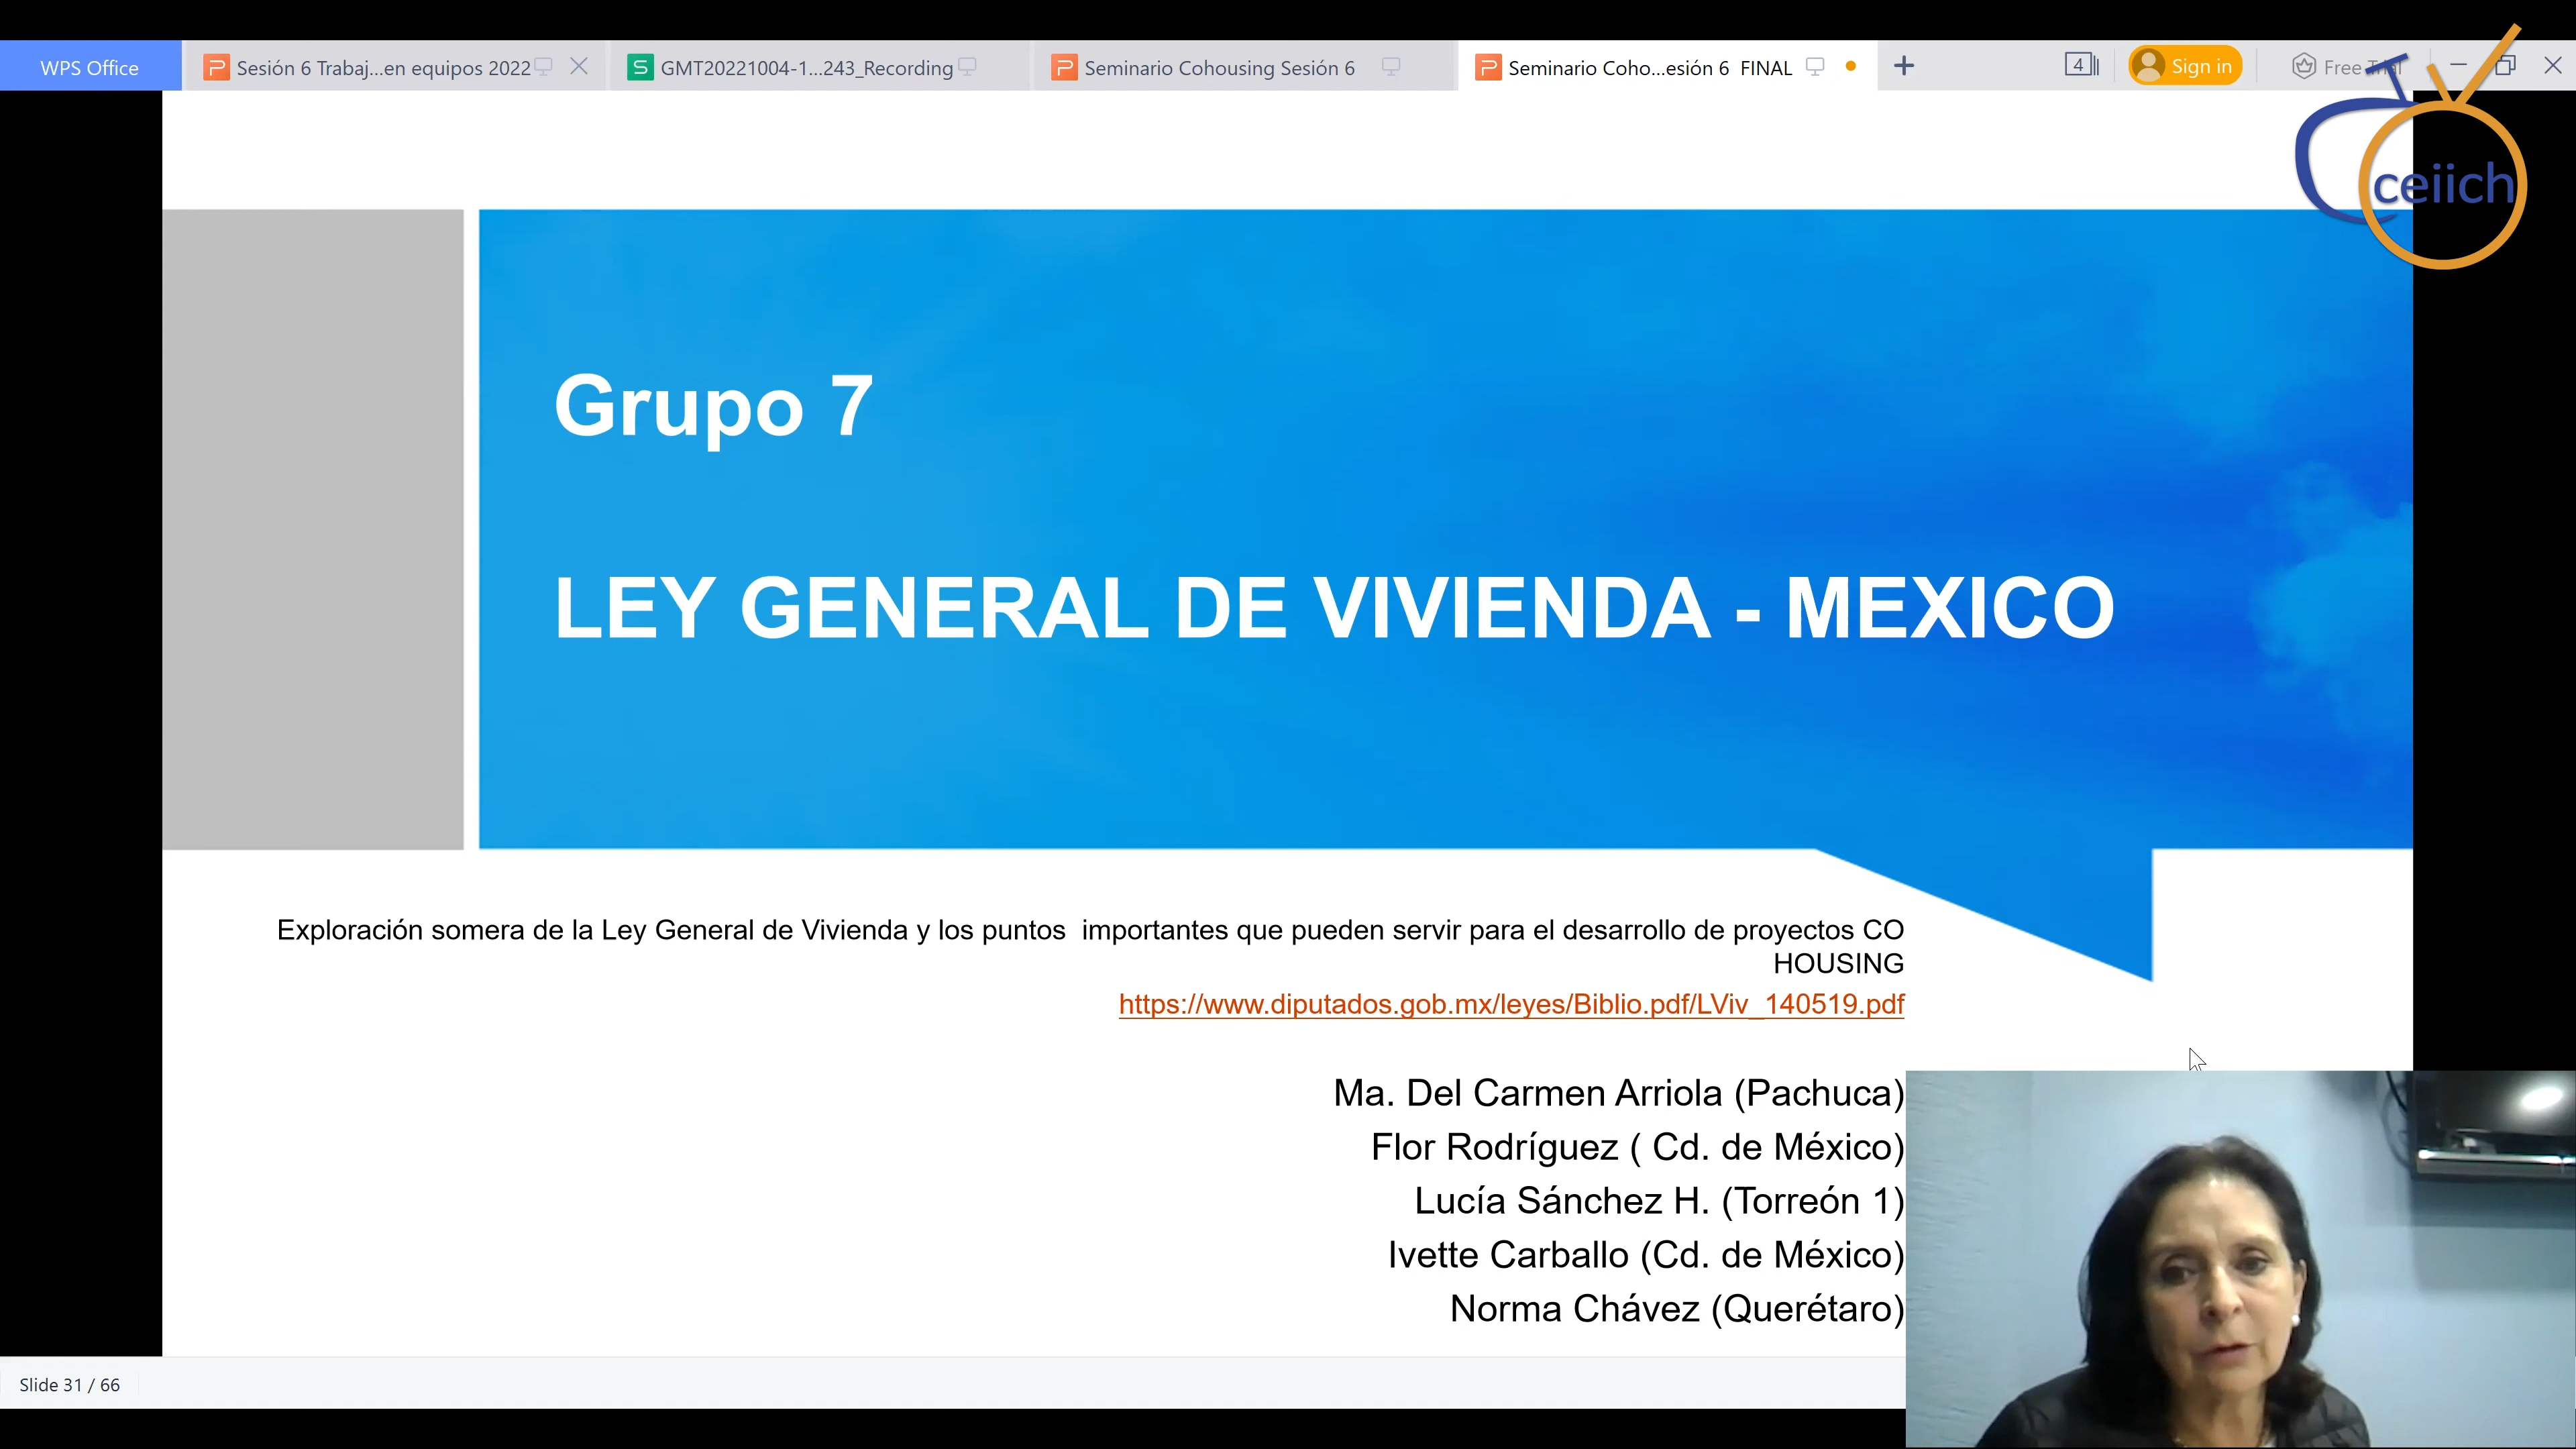 WPS Office
Sesión 6 Trabaj...en equipos 2022
GMT20221004-1...243_Recording
Seminario Cohousing Sesión 6
Seminario Coho...esión 6 FINAL
4
Sign in
Free Trial
ceiich
Grupo 7
LEY GENERAL DE VIVIENDA - MEXICO
Exploración somera de la Ley General de Vivienda y los puntos importantes que pueden servir para el desarrollo de proyectos CO
HOUSING
https://www.diputados.gob.mx/leyes/Biblio.pdf/LViv_140519.pdf
Ma. Del Carmen Arriola (Pachuca)
Flor Rodríguez ( Cd. de México)
Lucía Sánchez H. (Torreón 1)
Ivette Carballo (Cd. de México)
Norma Chávez (Querétaro)
Slide 31 / 66